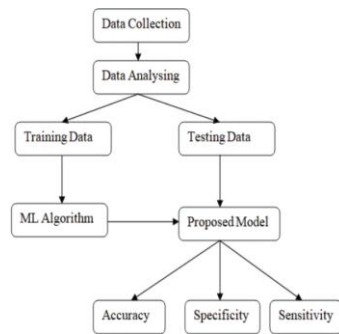 Data Collection
Data Analysing
Training Data
Testing Data
ML Algorithm
Proposed Model
Accuracy
Specificity
Sensitivity